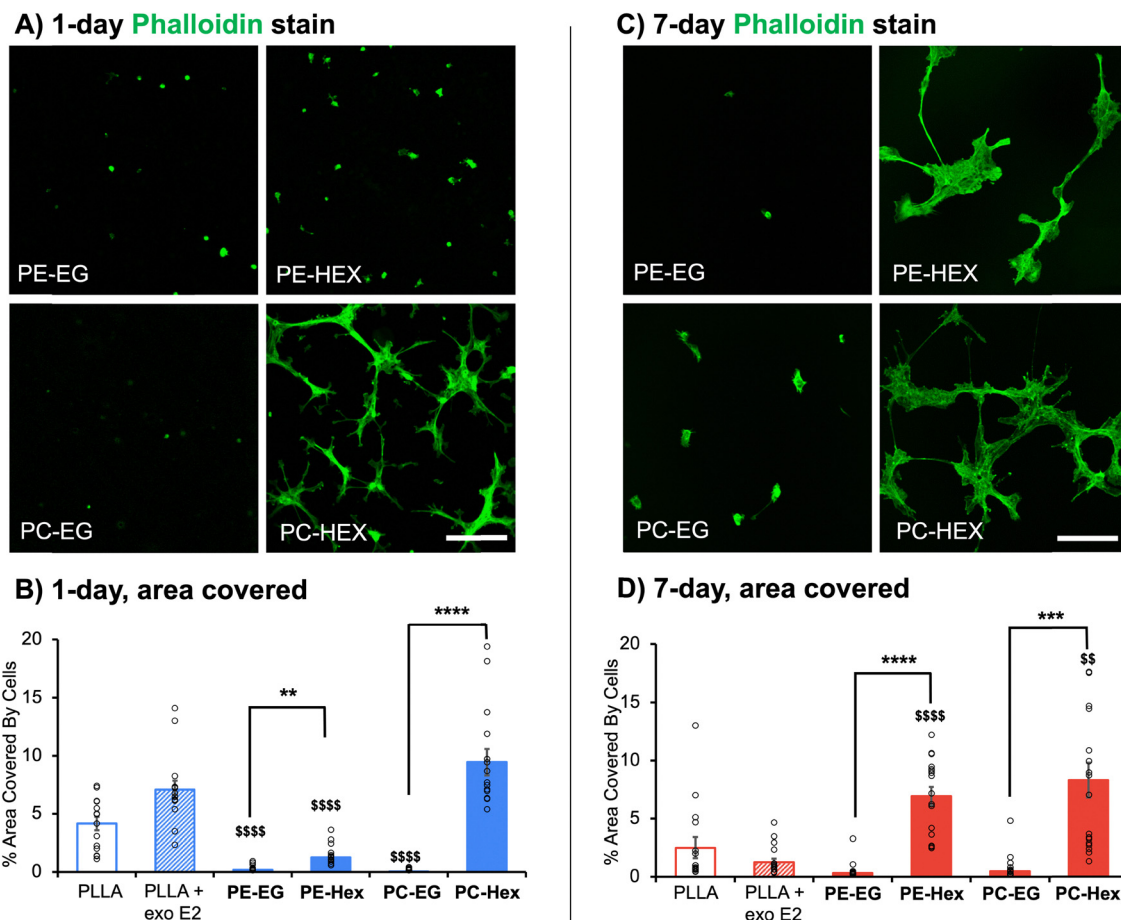 A) 1-day Phalloidin stain
PE-EG
PE-HEX
PC-EG
PC-HEX
B) 1-day, area covered
% Area Covered By Cells
20
15
10
5
0
**
****
$$$$
$$$$
$$$$
PLLA
PLLA +
exo E2
PE-EG
PE-Hex
PC-EG
PC-Hex
C) 7-day Phalloidin stain
PE-EG
PE-HEX
PC-EG
PC-HEX
D) 7-day, area covered
% Area Covered By Cells
20
15
10
5
0
****
***
$$$$
$$
PLLA
PLLA +
exo E2
PE-EG
PE-Hex
PC-EG
PC-Hex